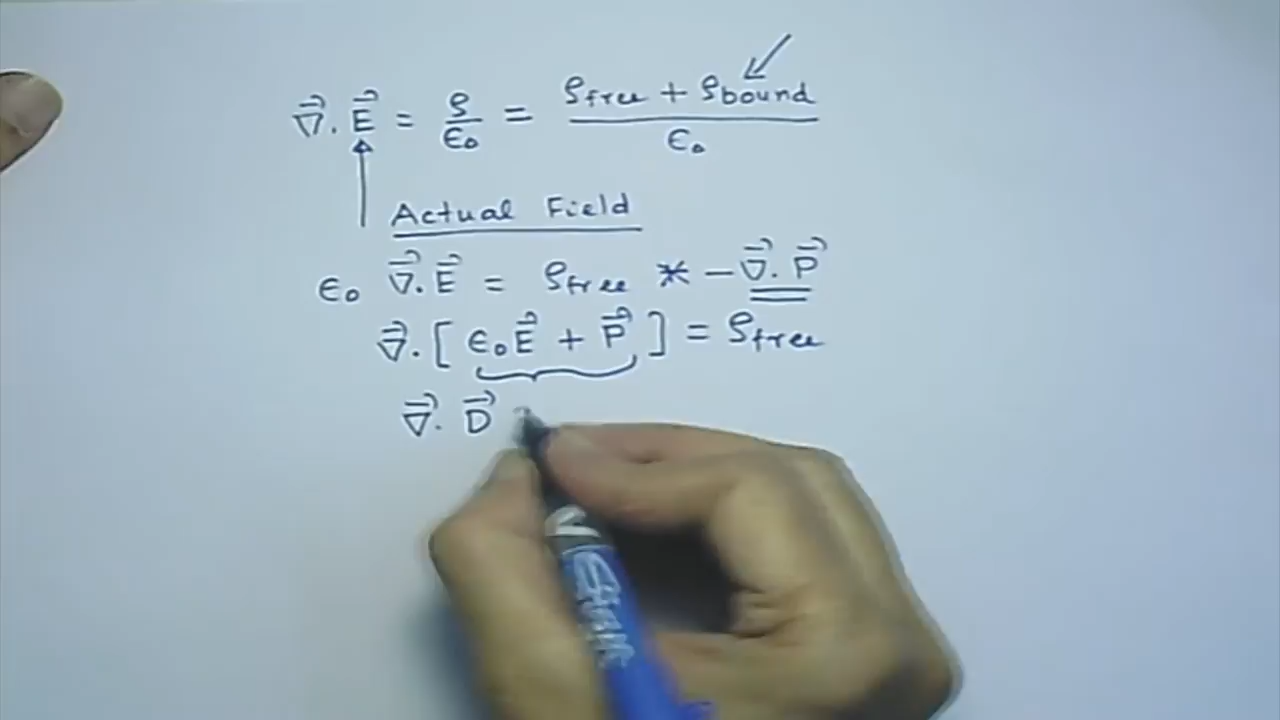 ∇⃗. E⃗ = ρ/ϵ₀ = (ρfree + ρbound)/ϵ₀
Actual Field
ϵ₀ ∇⃗. E⃗ = ρfree * − ∇⃗. P⃗
∇⃗. [ ϵ₀E⃗ + P⃗ ] = ρfree
∇⃗. D⃗